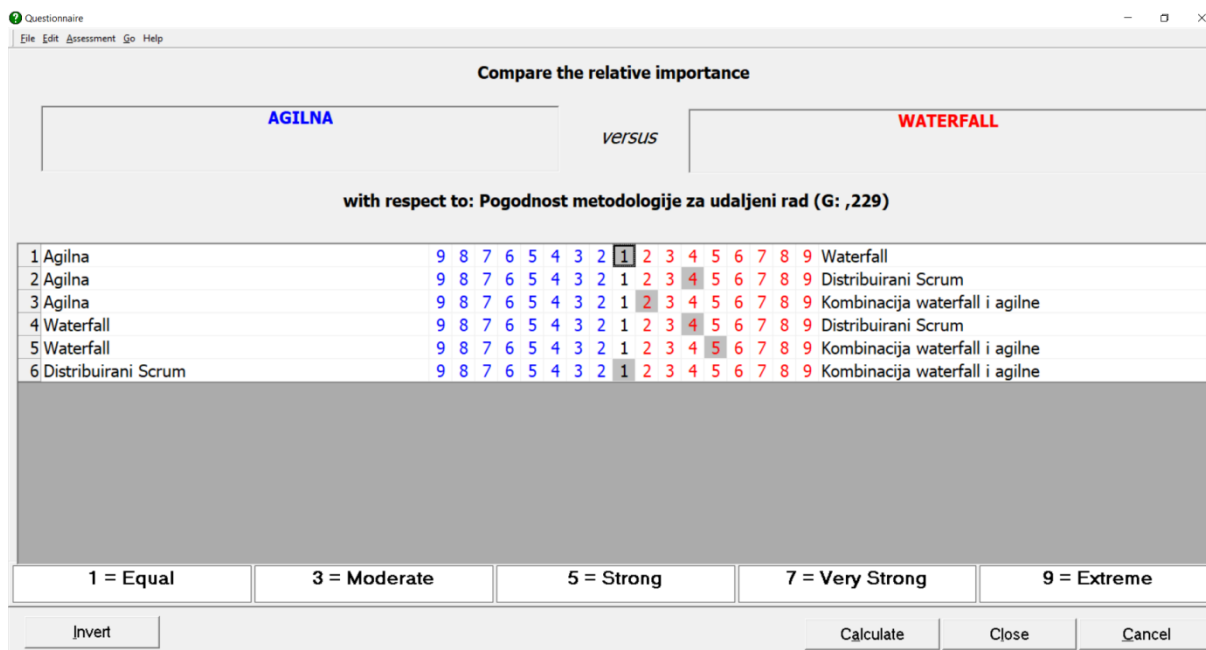 Questionnaire
File Edit Assessment Go Help
Compare the relative importance
AGILNA
versus
WATERFALL
with respect to: Pogodnost metodologije za udaljeni rad (G: ,229)
1 Agilna 9 8 7 6 5 4 3 2 1 2 3 4 5 6 7 8 9 Waterfall
2 Agilna 9 8 7 6 5 4 3 2 1 2 3 4 5 6 7 8 9 Distribuirani Scrum
3 Agilna 9 8 7 6 5 4 3 2 1 2 3 4 5 6 7 8 9 Kombinacija waterfall i agilne
4 Waterfall 9 8 7 6 5 4 3 2 1 2 3 4 5 6 7 8 9 Distribuirani Scrum
5 Waterfall 9 8 7 6 5 4 3 2 1 2 3 4 5 6 7 8 9 Kombinacija waterfall i agilne
6 Distribuirani Scrum 9 8 7 6 5 4 3 2 1 2 3 4 5 6 7 8 9 Kombinacija waterfall i agilne
1 = Equal 3 = Moderate 5 = Strong 7 = Very Strong 9 = Extreme
Invert Calculate Close Cancel